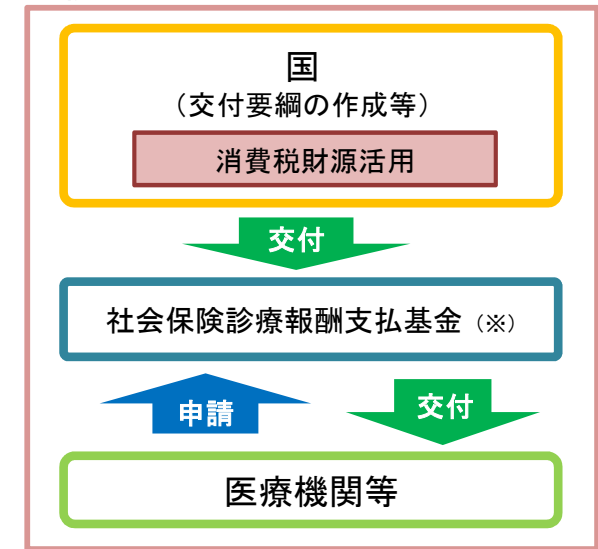 国
（交付要綱の作成等）
消費税財源活用
交付
社会保険診療報酬支払基金（※）
申請
交付
医療機関等